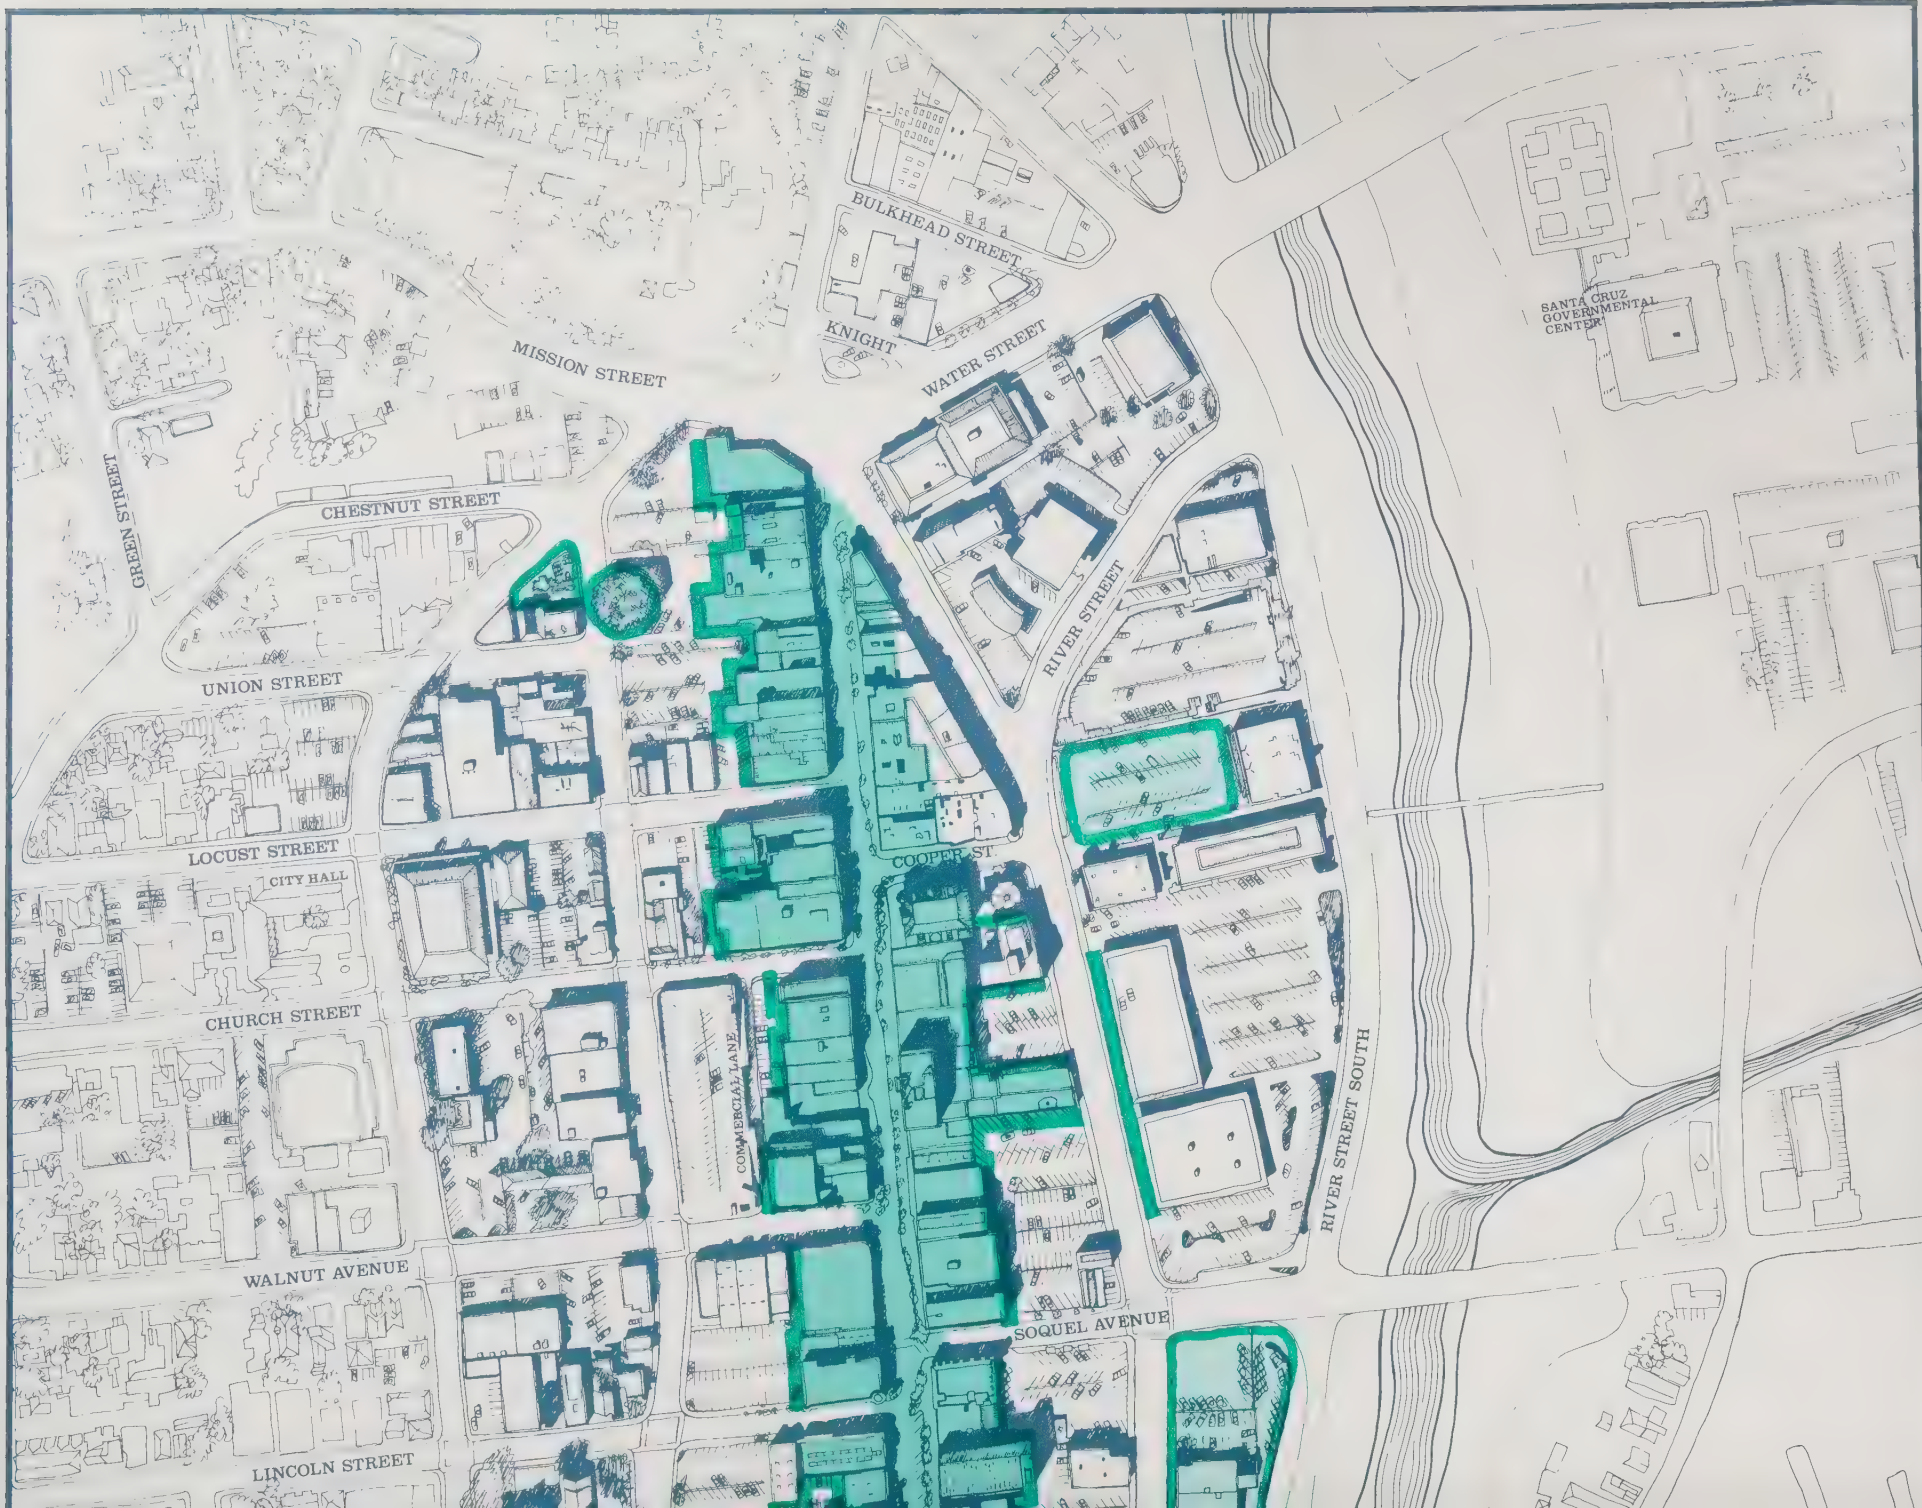 BULKHEAD STREET
KNIGHT
WATER STREET
MISSION STREET
SANTA CRUZ
GOVERNMENTAL
CENTER
CHESTNUT STREET
GREEN STREET
RIVER STREET
UNION STREET
LOCUST STREET
CITY HALL
COOPER ST.
CHURCH STREET
COMMERCIAL LANE
RIVER STREET SOUTH
WALNUT AVENUE
SOQUEL AVENUE
LINCOLN STREET